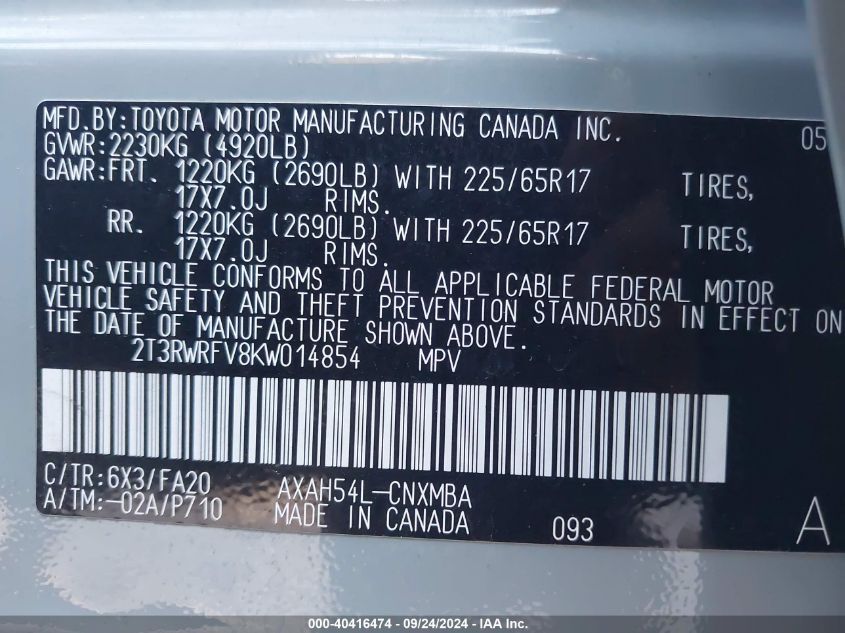 MFD.BY:TOYOTA MOTOR MANUFACTURING CANADA INC. 05
GVWR:2230KG (4920LB)
GAWR:FRT. 1220KG (2690LB) WITH 225/65R17 TIRES,
17X7.0J RIMS.
RR. 1220KG (2690LB) WITH 225/65R17 TIRES,
17X7.0J RIMS.
THIS VEHICLE CONFORMS TO ALL APPLICABLE FEDERAL MOTOR
VEHICLE SAFETY AND THEFT PREVENTION STANDARDS IN EFFECT ON
THE DATE OF MANUFACTURE SHOWN ABOVE.
2T3RWRFV8KW014854 MPV
C/TR:6X3/FA20 AXAH54L-CNXMBA
A/TM:-02A/P710 MADE IN CANADA 093 A
000-40416474 - 09/24/2024 - IAA Inc.